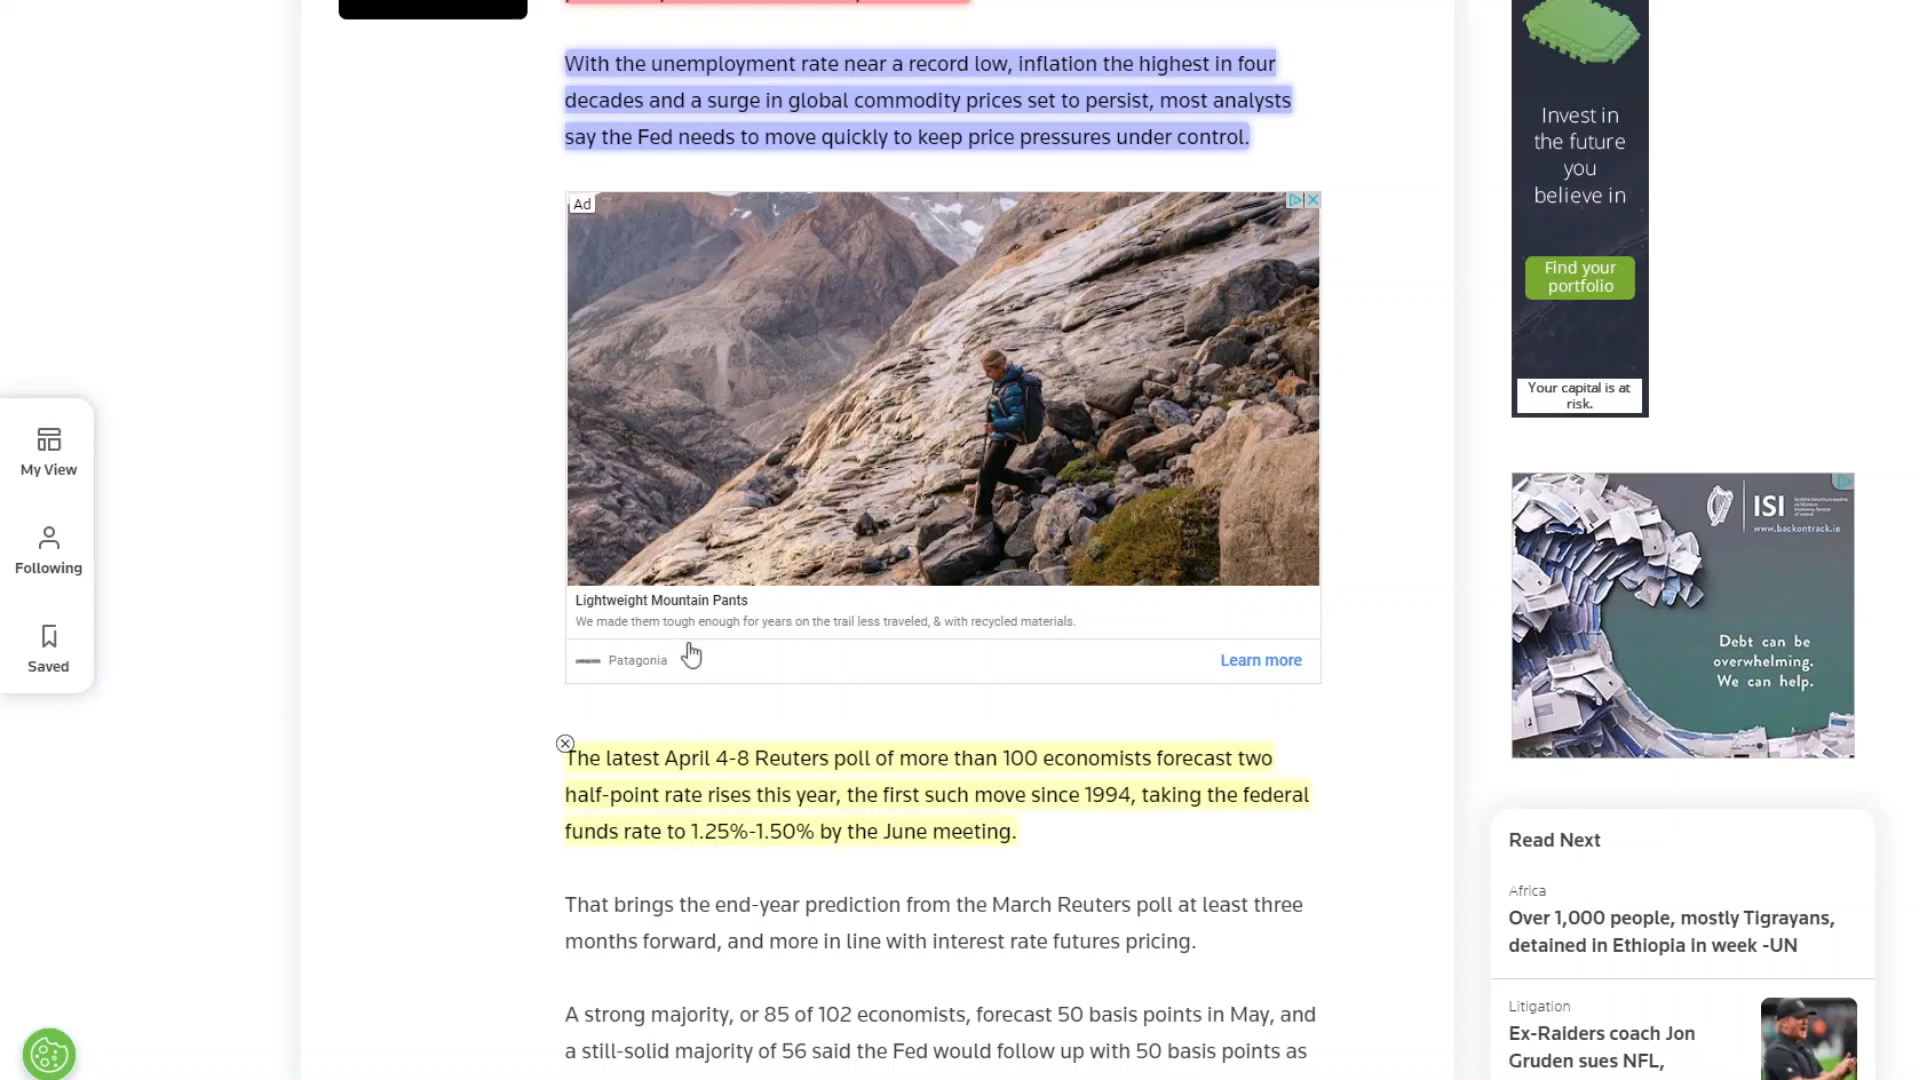 With the unemployment rate near a record low, inflation the highest in four
decades and a surge in global commodity prices set to persist, most analysts
say the Fed needs to move quickly to keep price pressures under control.
Ad
Lightweight Mountain Pants
We made them tough enough for years on the trail less traveled, & with recycled materials.
Patagonia
Learn more
The latest April 4-8 Reuters poll of more than 100 economists forecast two
half-point rate rises this year, the first such move since 1994, taking the federal
funds rate to 1.25%-1.50% by the June meeting.
That brings the end-year prediction from the March Reuters poll at least three
months forward, and more in line with interest rate futures pricing.
A strong majority, or 85 of 102 economists, forecast 50 basis points in May, and
a still-solid majority of 56 said the Fed would follow up with 50 basis points as
My View
Following
Saved
Invest in
the future
you
believe in
Find your
portfolio
Your capital is at
risk.
ISI
www.backontrack.ie
Debt can be
overwhelming.
We can help.
Read Next
Africa
Over 1,000 people, mostly Tigrayans,
detained in Ethiopia in week -UN
Litigation
Ex-Raiders coach Jon
Gruden sues NFL,